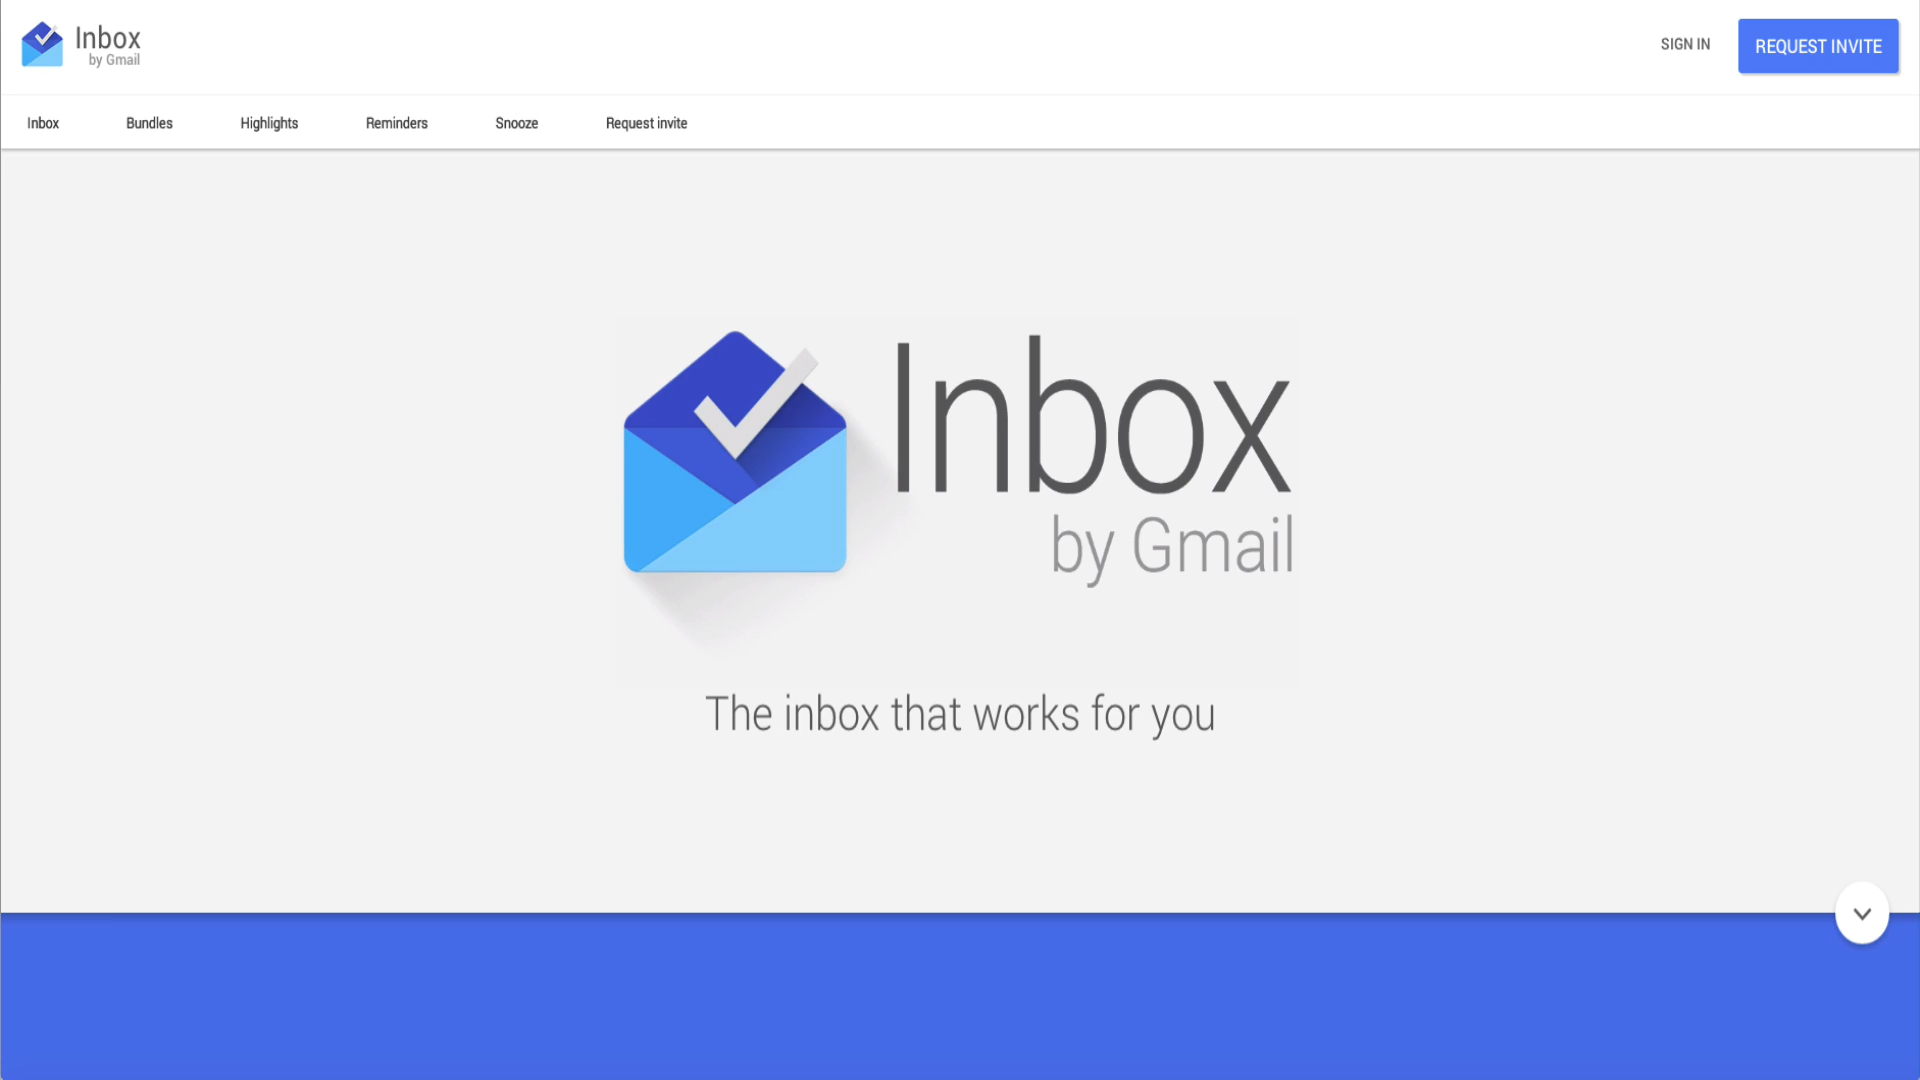 Inbox
by Gmail
SIGN IN
REQUEST INVITE
Inbox
Bundles
Highlights
Reminders
Snooze
Request invite
Inbox
by Gmail
The inbox that works for you